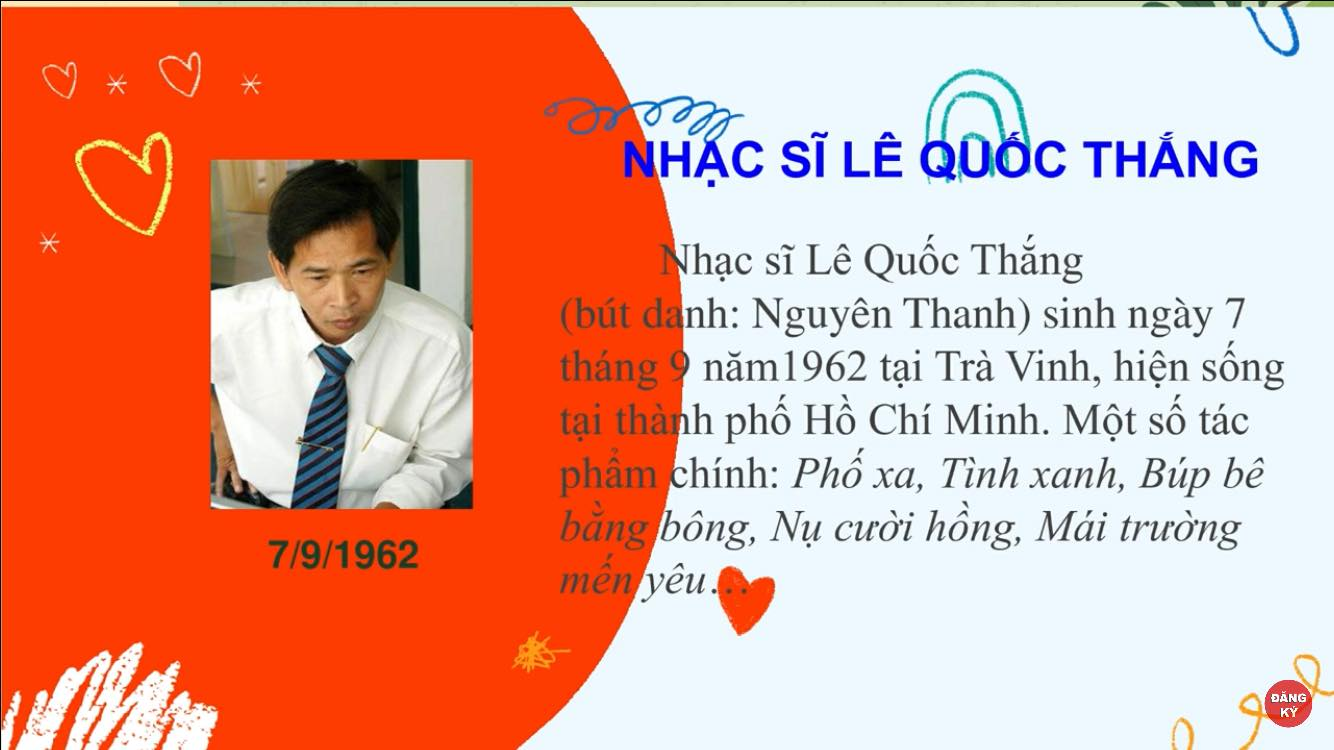 NHẠC SĨ LÊ QUỐC THẮNG
Nhạc sĩ Lê Quốc Thắng
(bút danh: Nguyên Thanh) sinh ngày 7
tháng 9 năm1962 tại Trà Vinh, hiện sống
tại thành phố Hồ Chí Minh. Một số tác
phẩm chính: Phố xa, Tình xanh, Búp bê
bằng bông, Nụ cười hồng, Mái trường
mến yêu…
7/9/1962
ĐĂNG
KÝ